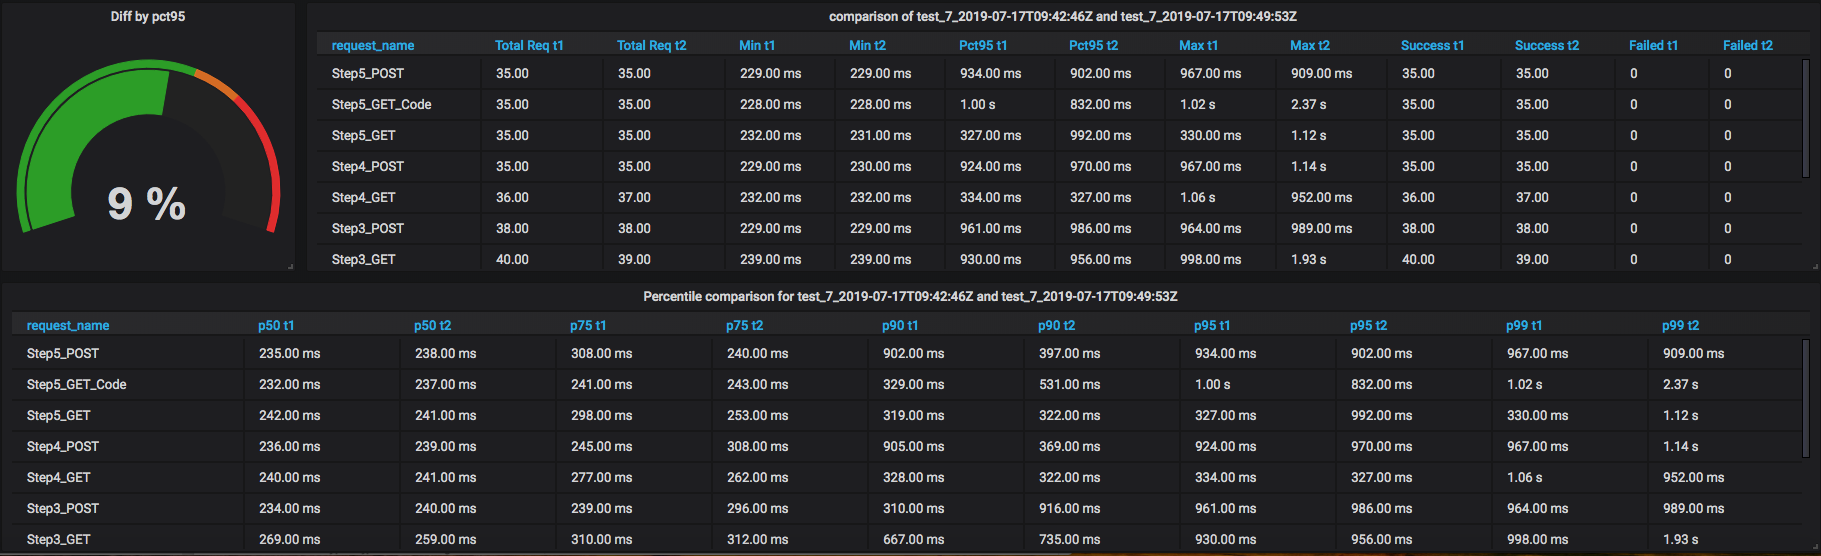 Diff by pct95
9 %
comparison of test_7_2019-07-17T09:42:46Z and test_7_2019-07-17T09:49:53Z
request_name Total Req t1 Total Req t2 Min t1 Min t2 Pct95 t1 Pct95 t2 Max t1 Max t2 Success t1 Success t2 Failed t1 Failed t2
Step5_POST 35.00 35.00 229.00 ms 229.00 ms 934.00 ms 902.00 ms 967.00 ms 909.00 ms 35.00 35.00 0 0
Step5_GET_Code 35.00 35.00 228.00 ms 228.00 ms 1.00 s 832.00 ms 1.02 s 2.37 s 35.00 35.00 0 0
Step5_GET 35.00 35.00 232.00 ms 231.00 ms 327.00 ms 992.00 ms 330.00 ms 1.12 s 35.00 35.00 0 0
Step4_POST 35.00 35.00 229.00 ms 230.00 ms 924.00 ms 970.00 ms 967.00 ms 1.14 s 35.00 35.00 0 0
Step4_GET 36.00 37.00 232.00 ms 232.00 ms 334.00 ms 327.00 ms 1.06 s 952.00 ms 36.00 37.00 0 0
Step3_POST 38.00 38.00 229.00 ms 229.00 ms 961.00 ms 986.00 ms 964.00 ms 989.00 ms 38.00 38.00 0 0
Step3_GET 40.00 39.00 239.00 ms 239.00 ms 930.00 ms 956.00 ms 998.00 ms 1.93 s 40.00 39.00 0 0
Percentile comparison for test_7_2019-07-17T09:42:46Z and test_7_2019-07-17T09:49:53Z
request_name p50 t1 p50 t2 p75 t1 p75 t2 p90 t1 p90 t2 p95 t1 p95 t2 p99 t1 p99 t2
Step5_POST 235.00 ms 238.00 ms 308.00 ms 240.00 ms 902.00 ms 397.00 ms 934.00 ms 902.00 ms 967.00 ms 909.00 ms
Step5_GET_Code 232.00 ms 237.00 ms 241.00 ms 243.00 ms 329.00 ms 531.00 ms 1.00 s 832.00 ms 1.02 s 2.37 s
Step5_GET 242.00 ms 241.00 ms 298.00 ms 253.00 ms 319.00 ms 322.00 ms 327.00 ms 992.00 ms 330.00 ms 1.12 s
Step4_POST 236.00 ms 239.00 ms 245.00 ms 308.00 ms 905.00 ms 369.00 ms 924.00 ms 970.00 ms 967.00 ms 1.14 s
Step4_GET 240.00 ms 241.00 ms 277.00 ms 262.00 ms 328.00 ms 322.00 ms 334.00 ms 327.00 ms 1.06 s 952.00 ms
Step3_POST 234.00 ms 240.00 ms 239.00 ms 296.00 ms 310.00 ms 916.00 ms 961.00 ms 986.00 ms 964.00 ms 989.00 ms
Step3_GET 269.00 ms 259.00 ms 310.00 ms 312.00 ms 667.00 ms 735.00 ms 930.00 ms 956.00 ms 998.00 ms 1.93 s